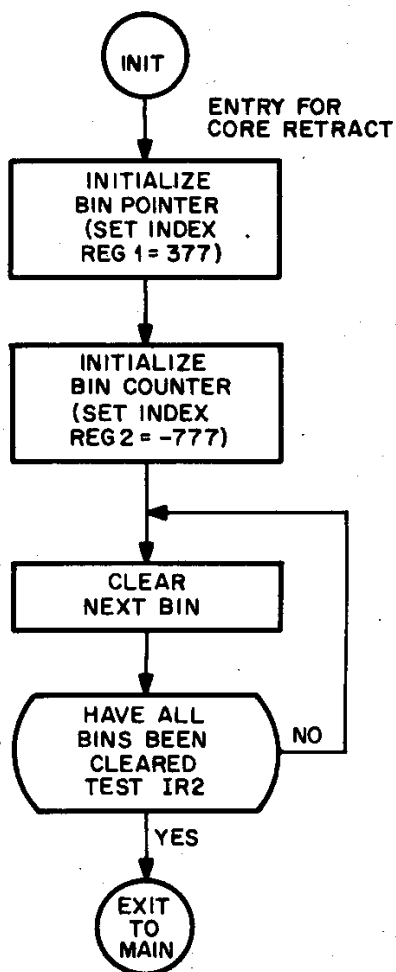 INIT
ENTRY FOR
CORE RETRACT
INITIALIZE
BIN POINTER
(SET INDEX
REG 1 = 377)
INITIALIZE
BIN COUNTER
(SET INDEX
REG 2 = -777)
CLEAR
NEXT BIN
HAVE ALL
BINS BEEN
CLEARED
TEST IR2
NO
YES
EXIT
TO
MAIN